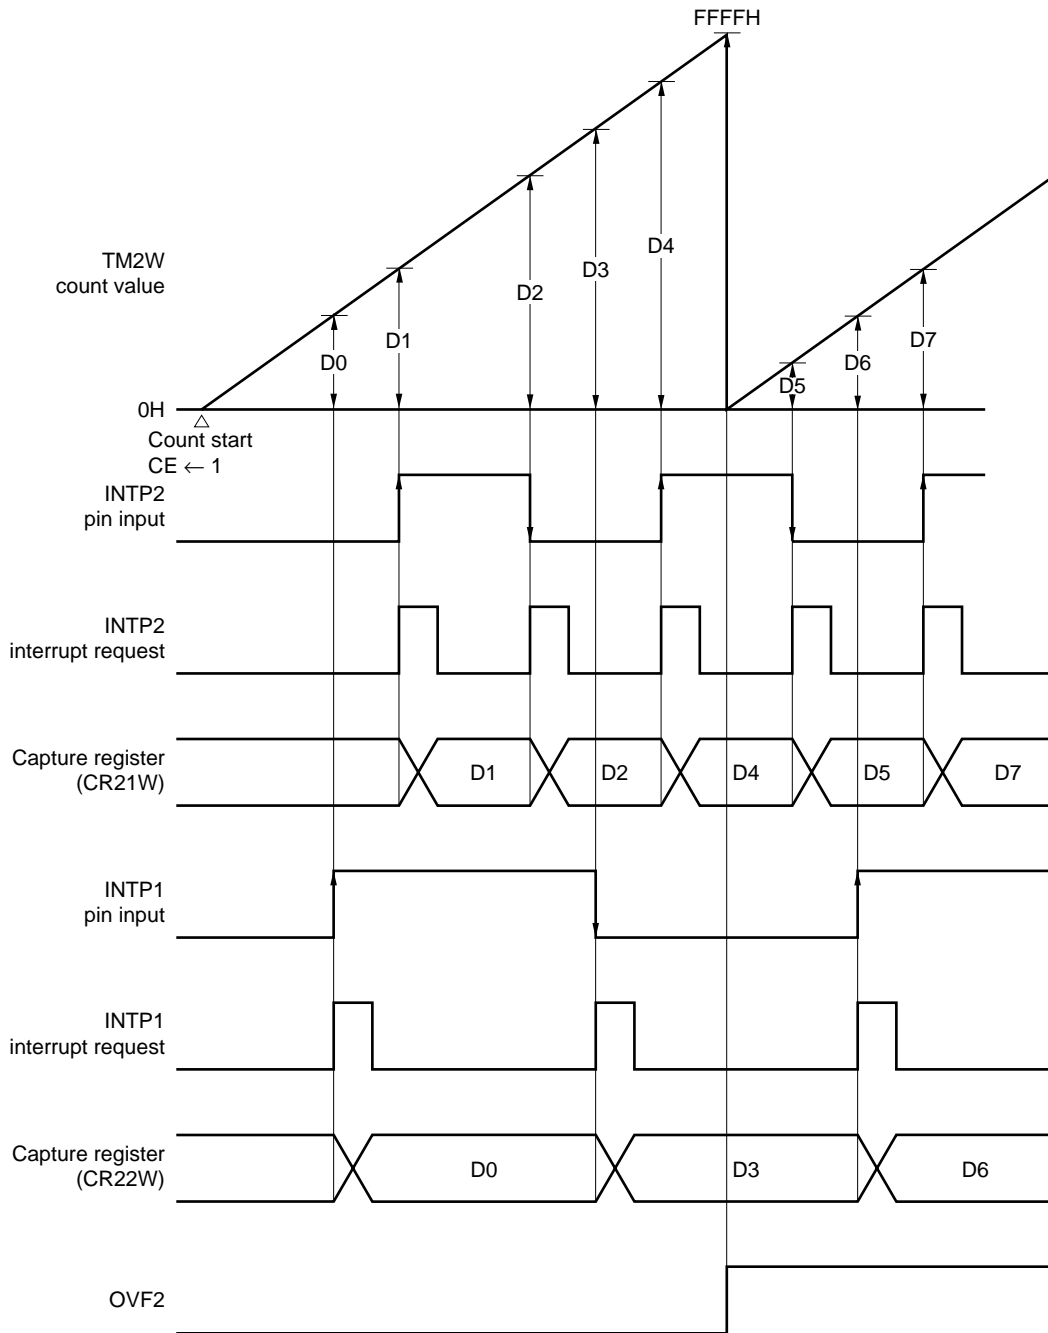 FFFFH
TM2W
count value
D0
D1
D2
D3
D4
D5
D6
D7
0H
Count start
CE ← 1
INTP2
pin input
INTP2
interrupt request
Capture register
(CR21W)
D1
D2
D4
D5
D7
INTP1
pin input
INTP1
interrupt request
Capture register
(CR22W)
D0
D3
D6
OVF2